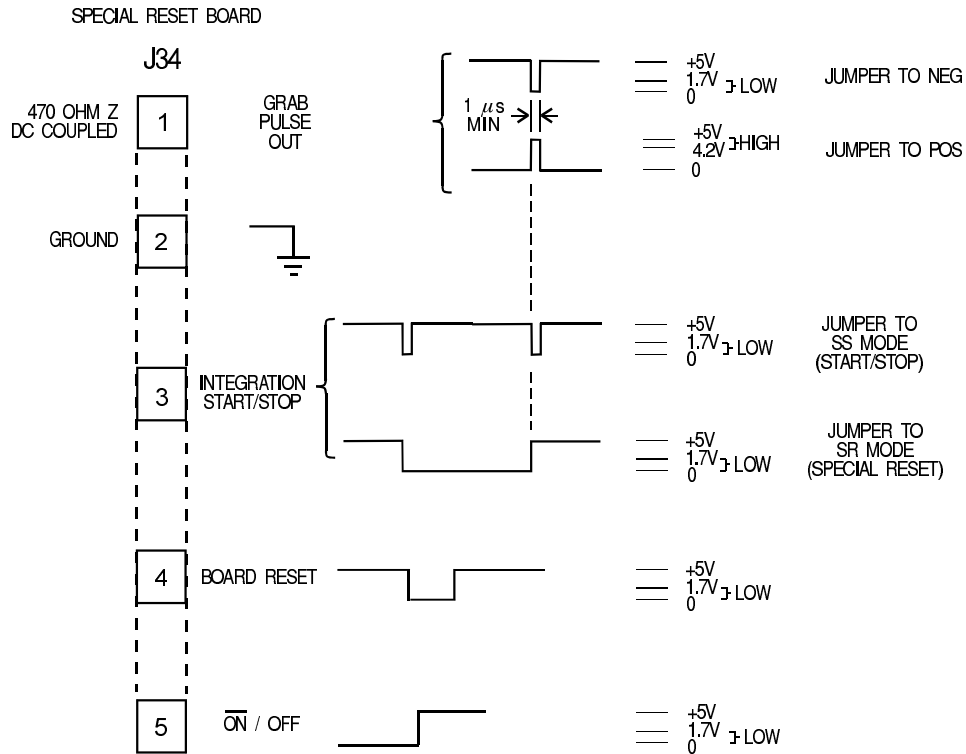 SPECIAL RESET BOARD
J34
470 OHM Z
DC COUPLED
1
GRAB
PULSE
OUT
1 μs
MIN
+5V
1.7V
0
LOW
JUMPER TO NEG
+5V
4.2V
0
HIGH
JUMPER TO POS
GROUND
2
3
INTEGRATION
START/STOP
+5V
1.7V
0
LOW
JUMPER TO
SS MODE
(START/STOP)
+5V
1.7V
0
LOW
JUMPER TO
SR MODE
(SPECIAL RESET)
4
BOARD RESET
+5V
1.7V
0
LOW
5
O̅N̅ / OFF
+5V
1.7V
0
LOW